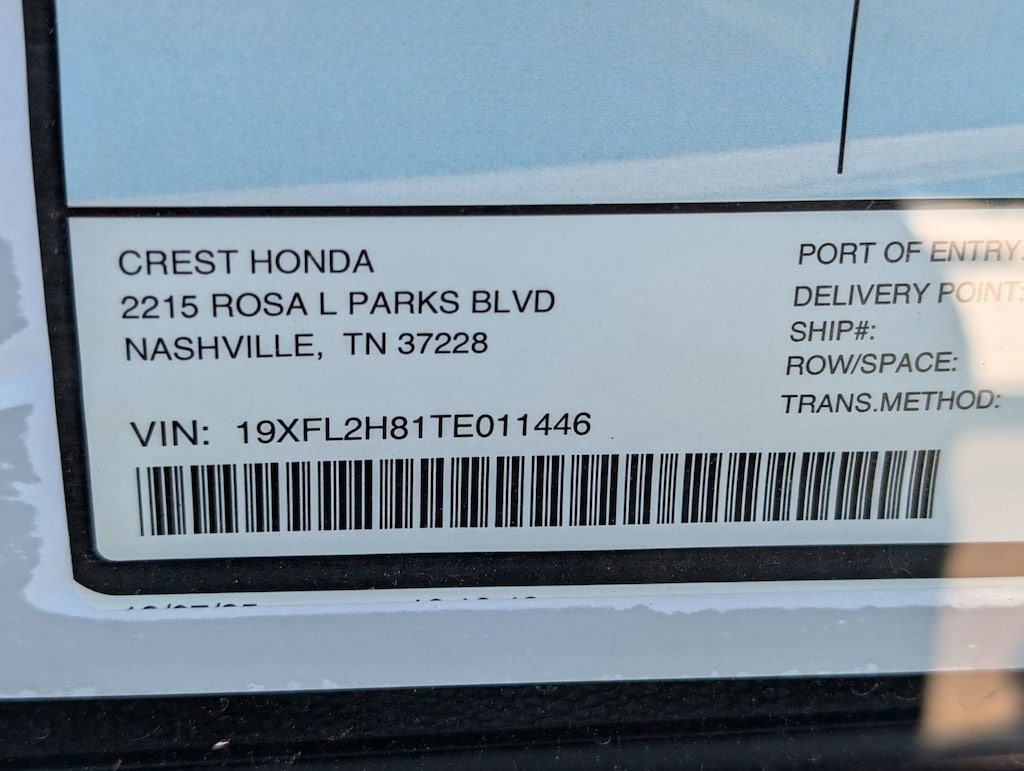 CREST HONDA
2215 ROSA L PARKS BLVD
NASHVILLE, TN 37228
VIN: 19XFL2H81TE011446
PORT OF ENTRY:
DELIVERY POINT:
SHIP#:
ROW/SPACE:
TRANS.METHOD: